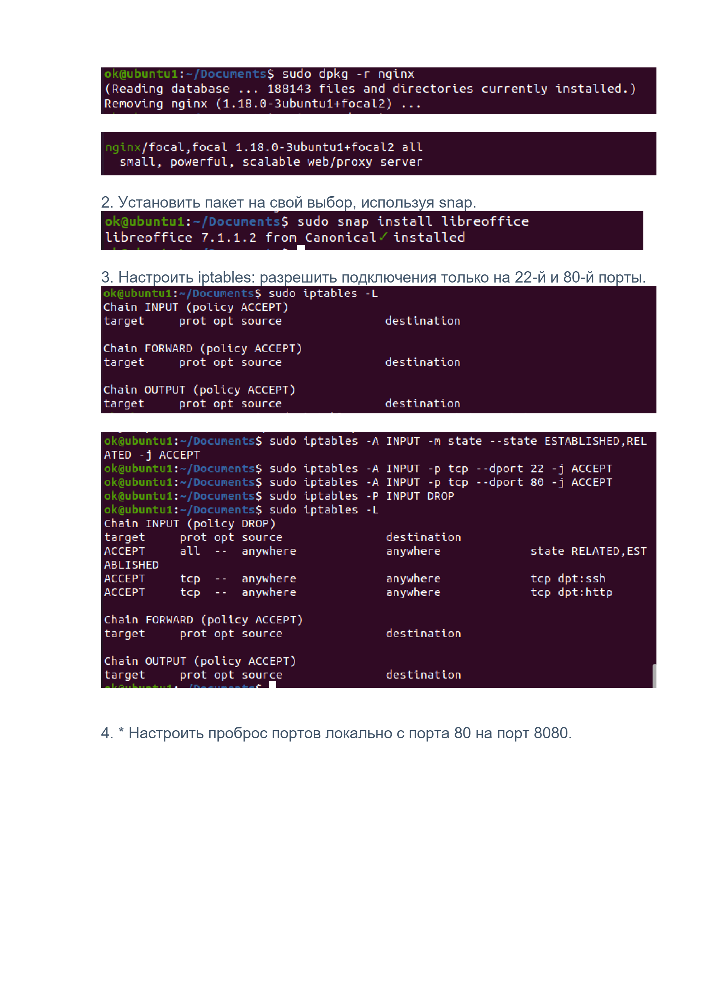 ok@ubuntu1:~/Documents$ sudo dpkg -r nginx
(Reading database ... 188143 files and directories currently installed.)
Removing nginx (1.18.0-3ubuntu1+focal2) ...
nginx/focal,focal 1.18.0-3ubuntu1+focal2 all
small, powerful, scalable web/proxy server
2. Установить пакет на свой выбор, используя snap.
ok@ubuntu1:~/Documents$ sudo snap install libreoffice
libreoffice 7.1.1.2 from Canonical✓ installed
3. Настроить iptables: разрешить подключения только на 22-й и 80-й порты.
ok@ubuntu1:~/Documents$ sudo iptables -L
Chain INPUT (policy ACCEPT)
target prot opt source destination
Chain FORWARD (policy ACCEPT)
target prot opt source destination
Chain OUTPUT (policy ACCEPT)
target prot opt source destination
ok@ubuntu1:~/Documents$ sudo iptables -A INPUT -m state --state ESTABLISHED,REL
ATED -j ACCEPT
ok@ubuntu1:~/Documents$ sudo iptables -A INPUT -p tcp --dport 22 -j ACCEPT
ok@ubuntu1:~/Documents$ sudo iptables -A INPUT -p tcp --dport 80 -j ACCEPT
ok@ubuntu1:~/Documents$ sudo iptables -P INPUT DROP
ok@ubuntu1:~/Documents$ sudo iptables -L
Chain INPUT (policy DROP)
target prot opt source destination
ACCEPT all -- anywhere anywhere state RELATED,EST
ABLISHED
ACCEPT tcp -- anywhere anywhere tcp dpt:ssh
ACCEPT tcp -- anywhere anywhere tcp dpt:http
Chain FORWARD (policy ACCEPT)
target prot opt source destination
Chain OUTPUT (policy ACCEPT)
target prot opt source destination
ok@ubuntu1:~/Documents$
4. * Настроить проброс портов локально с порта 80 на порт 8080.